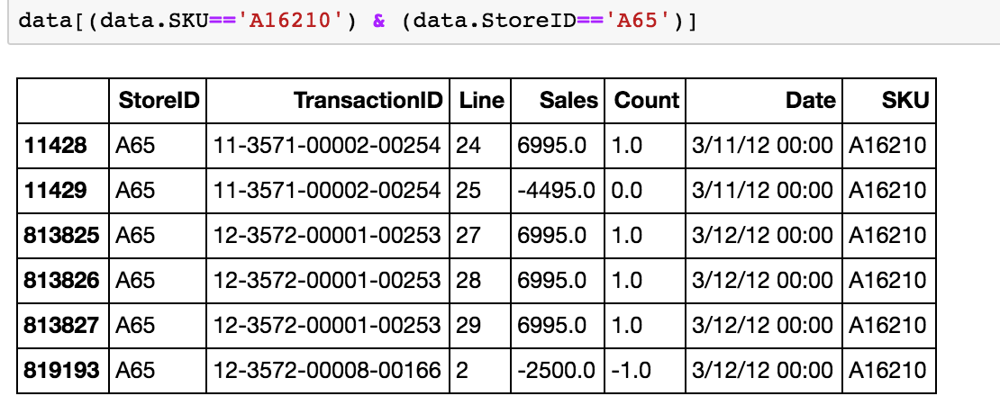 data[(data.SKU=='A16210') & (data.StoreID=='A65')]
StoreID TransactionID Line Sales Count Date SKU
11428 A65 11-3571-00002-00254 24 6995.0 1.0 3/11/12 00:00 A16210
11429 A65 11-3571-00002-00254 25 -4495.0 0.0 3/11/12 00:00 A16210
813825 A65 12-3572-00001-00253 27 6995.0 1.0 3/12/12 00:00 A16210
813826 A65 12-3572-00001-00253 28 6995.0 1.0 3/12/12 00:00 A16210
813827 A65 12-3572-00001-00253 29 6995.0 1.0 3/12/12 00:00 A16210
819193 A65 12-3572-00008-00166 2 -2500.0 -1.0 3/12/12 00:00 A16210